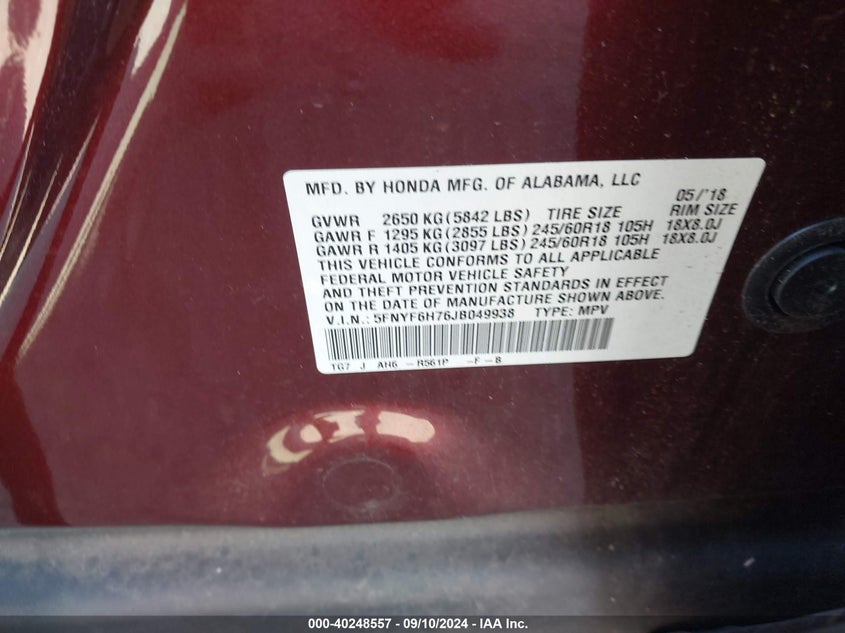 MFD. BY HONDA MFG. OF ALABAMA, LLC 05/'18
GVWR 2650 KG(5842 LBS) TIRE SIZE RIM SIZE
GAWR F 1295 KG(2855 LBS) 245/60R18 105H 18X8.0J
GAWR R 1405 KG(3097 LBS) 245/60R18 105H 18X8.0J
THIS VEHICLE CONFORMS TO ALL APPLICABLE
FEDERAL MOTOR VEHICLE SAFETY
AND THEFT PREVENTION STANDARDS IN EFFECT
ON THE DATE OF MANUFACTURE SHOWN ABOVE.
V.I.N.: 5FNYF6H76JB049938 TYPE: MPV
TG7 J AH6 -R561P -F-8
000-40248557 - 09/10/2024 - IAA Inc.